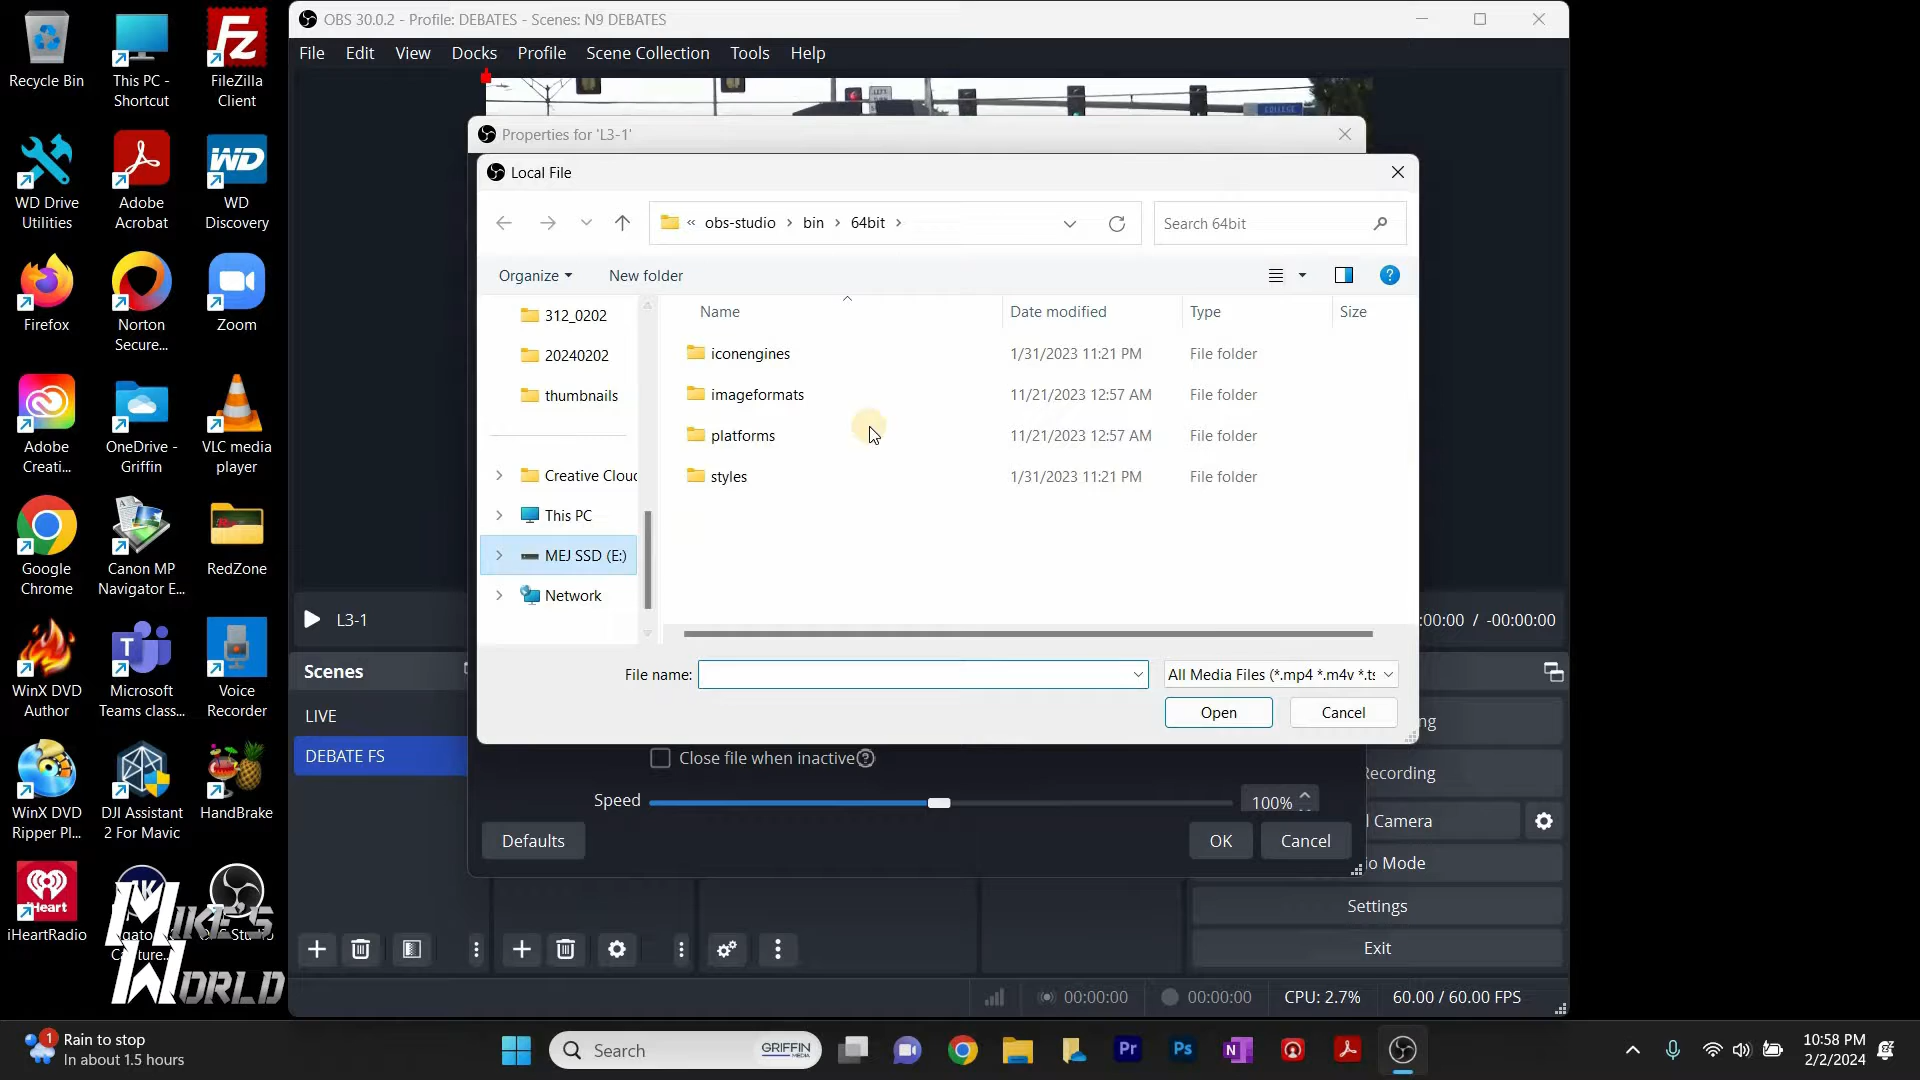 Recycle Bin
This PC -
Shortcut
FileZilla
Client
WD Drive
Utilities
Adobe
Acrobat
WD
WD
Discovery
Firefox
Norton
Secure...
Zoom
Adobe
Creati...
OneDrive -
Griffin
VLC media
player
Google
Chrome
Canon MP
Navigator E...
RedZone
WinX DVD
Author
Microsoft
Teams class...
Voice
Recorder
WinX DVD
Ripper Pl...
DJI Assistant
2 For Mavic
HandBrake
iHeart
iHeartRadio
MIKE'S
WORLD
OBS 30.0.2 - Profile: DEBATES - Scenes: N9 DEBATES
File Edit View Docks Profile Scene Collection Tools Help
COLLEGE
Properties for 'L3-1'
Local File
« obs-studio › bin › 64bit ›
Search 64bit
Organize
New folder
312_0202
20240202
thumbnails
Creative Clou
This PC
MEJ SSD (E:)
Network
Name Date modified Type Size
iconengines 1/31/2023 11:21 PM File folder
imageformats 11/21/2023 12:57 AM File folder
platforms 11/21/2023 12:57 AM File folder
styles 1/31/2023 11:21 PM File folder
File name:
All Media Files (*.mp4 *.m4v *.ts
Open
Cancel
Close file when inactive
Speed
100%
Defaults
OK
Cancel
L3-1
:00:00 / -00:00:00
Scenes
LIVE
DEBATE FS
ng
Recording
l Camera
io Mode
Settings
Exit
00:00:00
00:00:00
CPU: 2.7%
60.00 / 60.00 FPS
1
Rain to stop
In about 1.5 hours
Search
GRIFFIN
MEDIA
Pr
Ps
N
10:58 PM
2/2/2024